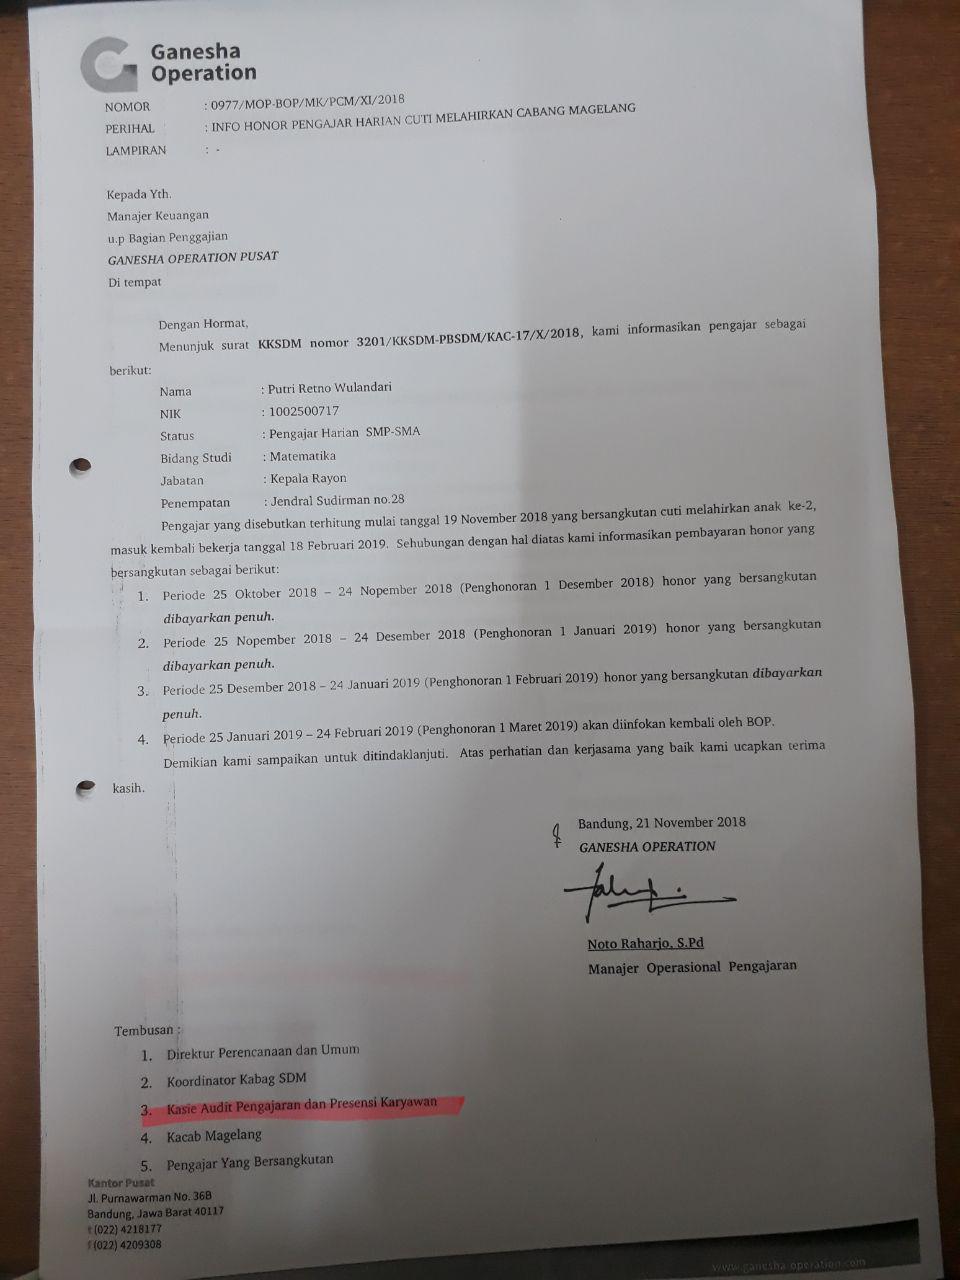 Ganesha
Operation
NOMOR : 0977/MOP-BOP/MK/PCM/XI/2018
PERIHAL : INFO HONOR PENGAJAR HARIAN CUTI MELAHIRKAN CABANG MAGELANG
LAMPIRAN : -
Kepada Yth.
Manajer Keuangan
u.p Bagian Penggajian
GANESHA OPERATION PUSAT
Di tempat
Dengan Hormat,
Menunjuk surat KKSDM nomor 3201/KKSDM-PBSDM/KAC-17/X/2018, kami informasikan pengajar sebagai
berikut:
Nama : Putri Retno Wulandari
NIK : 1002500717
Status : Pengajar Harian SMP-SMA
Bidang Studi : Matematika
Jabatan : Kepala Rayon
Penempatan : Jendral Sudirman no.28
Pengajar yang disebutkan terhitung mulai tanggal 19 November 2018 yang bersangkutan cuti melahirkan anak ke-2,
masuk kembali bekerja tanggal 18 Februari 2019. Sehubungan dengan hal diatas kami informasikan pembayaran honor yang
bersangkutan sebagai berikut:
1. Periode 25 Oktober 2018 – 24 Nopember 2018 (Penghonoran 1 Desember 2018) honor yang bersangkutan
dibayarkan penuh.
2. Periode 25 Nopember 2018 – 24 Desember 2018 (Penghonoran 1 Januari 2019) honor yang bersangkutan
dibayarkan penuh.
3. Periode 25 Desember 2018 – 24 Januari 2019 (Penghonoran 1 Februari 2019) honor yang bersangkutan dibayarkan
penuh.
4. Periode 25 Januari 2019 – 24 Februari 2019 (Penghonoran 1 Maret 2019) akan diinfokan kembali oleh BOP.
Demikian kami sampaikan untuk ditindaklanjuti. Atas perhatian dan kerjasama yang baik kami ucapkan terima
kasih.
Bandung, 21 November 2018
GANESHA OPERATION
Noto Raharjo, S.Pd
Manajer Operasional Pengajaran
Tembusan :
1. Direktur Perencanaan dan Umum
2. Koordinator Kabag SDM
3. Kasie Audit Pengajaran dan Presensi Karyawan
4. Kacab Magelang
5. Pengajar Yang Bersangkutan
Kantor Pusat
Jl. Purnawarman No. 36B
Bandung, Jawa Barat 40117
t (022) 4218177
f (022) 4209308
www.ganesha-operation.com